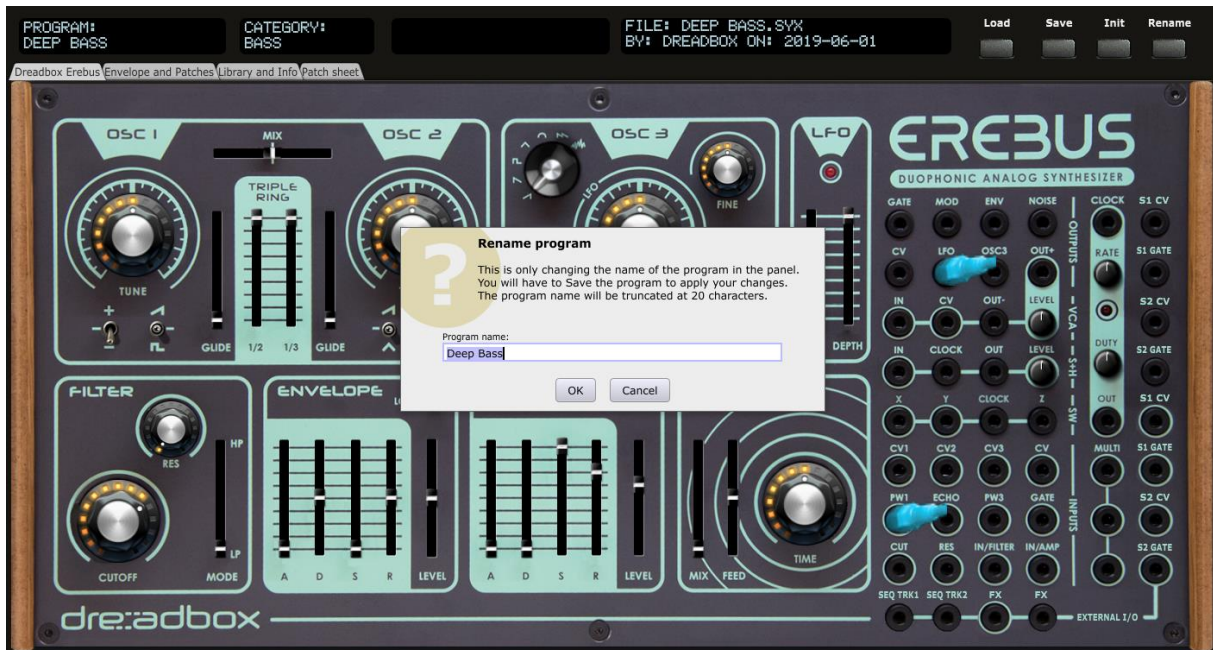 PROGRAM:
DEEP BASS
CATEGORY:
BASS
FILE: DEEP BASS.SYX
BY: DREADBOX ON: 2019-06-01
Load
Save
Init
Rename
Dreadbox Erebus
Envelope and Patches
Library and Info
Patch sheet
OSC 1
MIX
OSC 2
TRIPLE
RING
TUNE
GLIDE
1/2
1/3
GLIDE
OSC 3
LFO
FINE
LFO
DEPTH
EREBUS
DUOPHONIC ANALOG SYNTHESIZER
GATE
MOD
ENV
NOISE
CLOCK
S1 CV
CV
LFO
OSC3
OUT+
OUTPUTS
RATE
S1 GATE
IN
CV
OUT-
LEVEL
VCA
S2 CV
IN
CLOCK
OUT
LEVEL
S+H
DUTY
S2 GATE
X
Y
CLOCK
Z
SW
OUT
S1 CV
CV1
CV2
CV3
CV
MULTI
S1 GATE
PW1
ECHO
PW3
GATE
INPUTS
S2 CV
CUT
RES
IN/FILTER
IN/AMP
S2 GATE
SEQ TRK1
SEQ TRK2
FX
FX
EXTERNAL I/O
Rename program
This is only changing the name of the program in the panel.
You will have to Save the program to apply your changes.
The program name will be truncated at 20 characters.
Program name:
Deep Bass
OK
Cancel
FILTER
RES
HP
LP
CUTOFF
MODE
ENVELOPE
A
D
S
R
LEVEL
A
D
S
R
LEVEL
MIX
FEED
TIME
dre:adbox